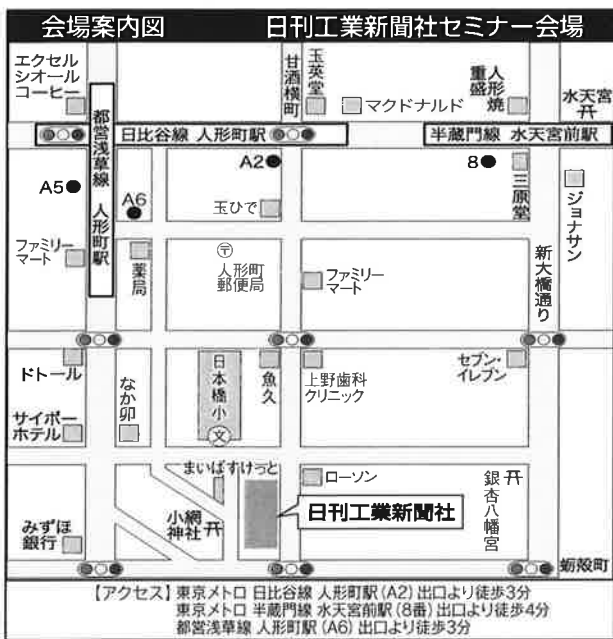 会場案内図　日刊工業新聞社セミナー会場
エクセル
シオール
コーヒー
甘酒横町
玉英堂
マクドナルド
人形焼
重盛
水天宮
都営浅草線 人形町駅
日比谷線 人形町駅
半蔵門線 水天宮前駅
A5
A6
A2
8
玉ひで
三原堂
ジョナサン
ファミリー
マート
薬局
〒
人形町
郵便局
ファミリー
マート
新大橋通り
ドトール
なか卯
日本橋小
文
魚久
上野歯科
クリニック
セブン・
イレブン
サイボー
ホテル
まいばすけっと
ローソン
銀杏八幡宮
みずほ
銀行
小網
神社
日刊工業新聞社
蛎殻町
【アクセス】東京メトロ 日比谷線 人形町駅(A2)出口より徒歩3分
東京メトロ 半蔵門線 水天宮前駅(8番)出口より徒歩4分
都営浅草線 人形町駅(A6)出口より徒歩3分